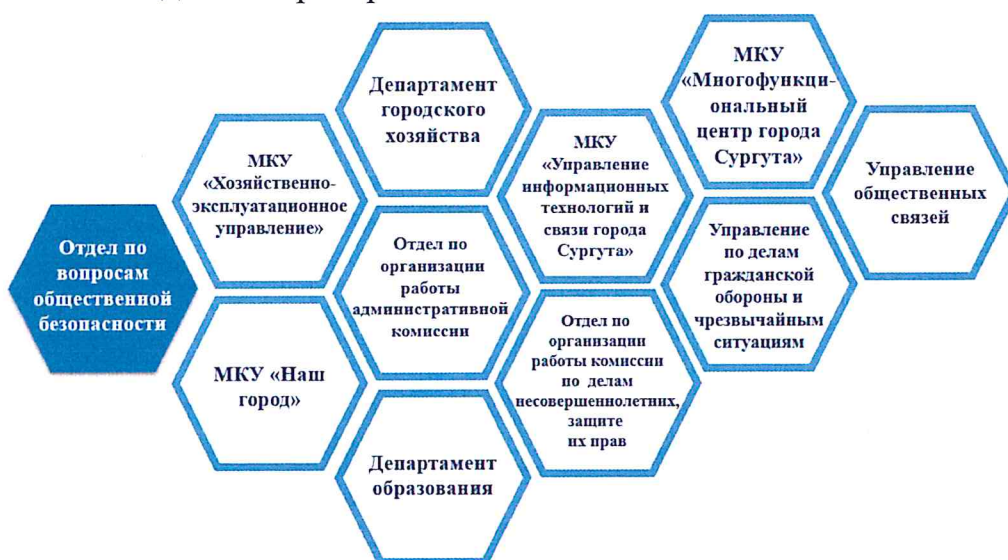 Отдел по
вопросам
общественной
безопасности
МКУ
«Хозяйственно-
эксплуатационное
управление»
МКУ «Наш
город»
Департамент
городского
хозяйства
Отдел по
организации
работы
административной
комиссии
Департамент
образования
МКУ
«Управление
информационных
технологий и
связи города
Сургута»
Отдел по
организации
работы комиссии
по делам
несовершеннолетних,
защите
их прав
МКУ
«Многофункци-
ональный
центр города
Сургута»
Управление
по делам
гражданской
обороны и
чрезвычайным
ситуациям
Управление
общественных
связей